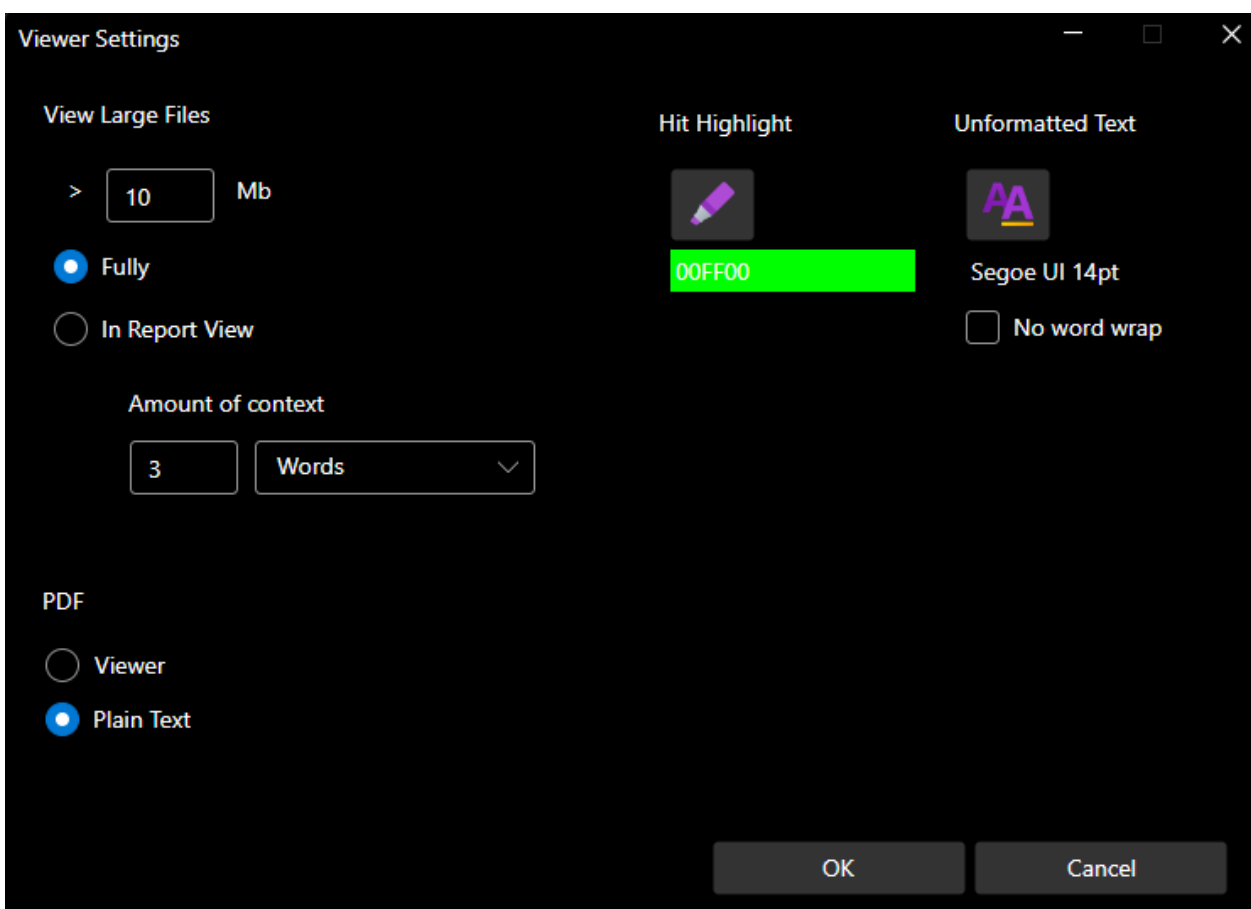 Viewer Settings
View Large Files
> 10 Mb
Fully
In Report View
Amount of context
3 Words
PDF
Viewer
Plain Text
Hit Highlight
00FF00
Unformatted Text
AA
Segoe UI 14pt
No word wrap
OK
Cancel